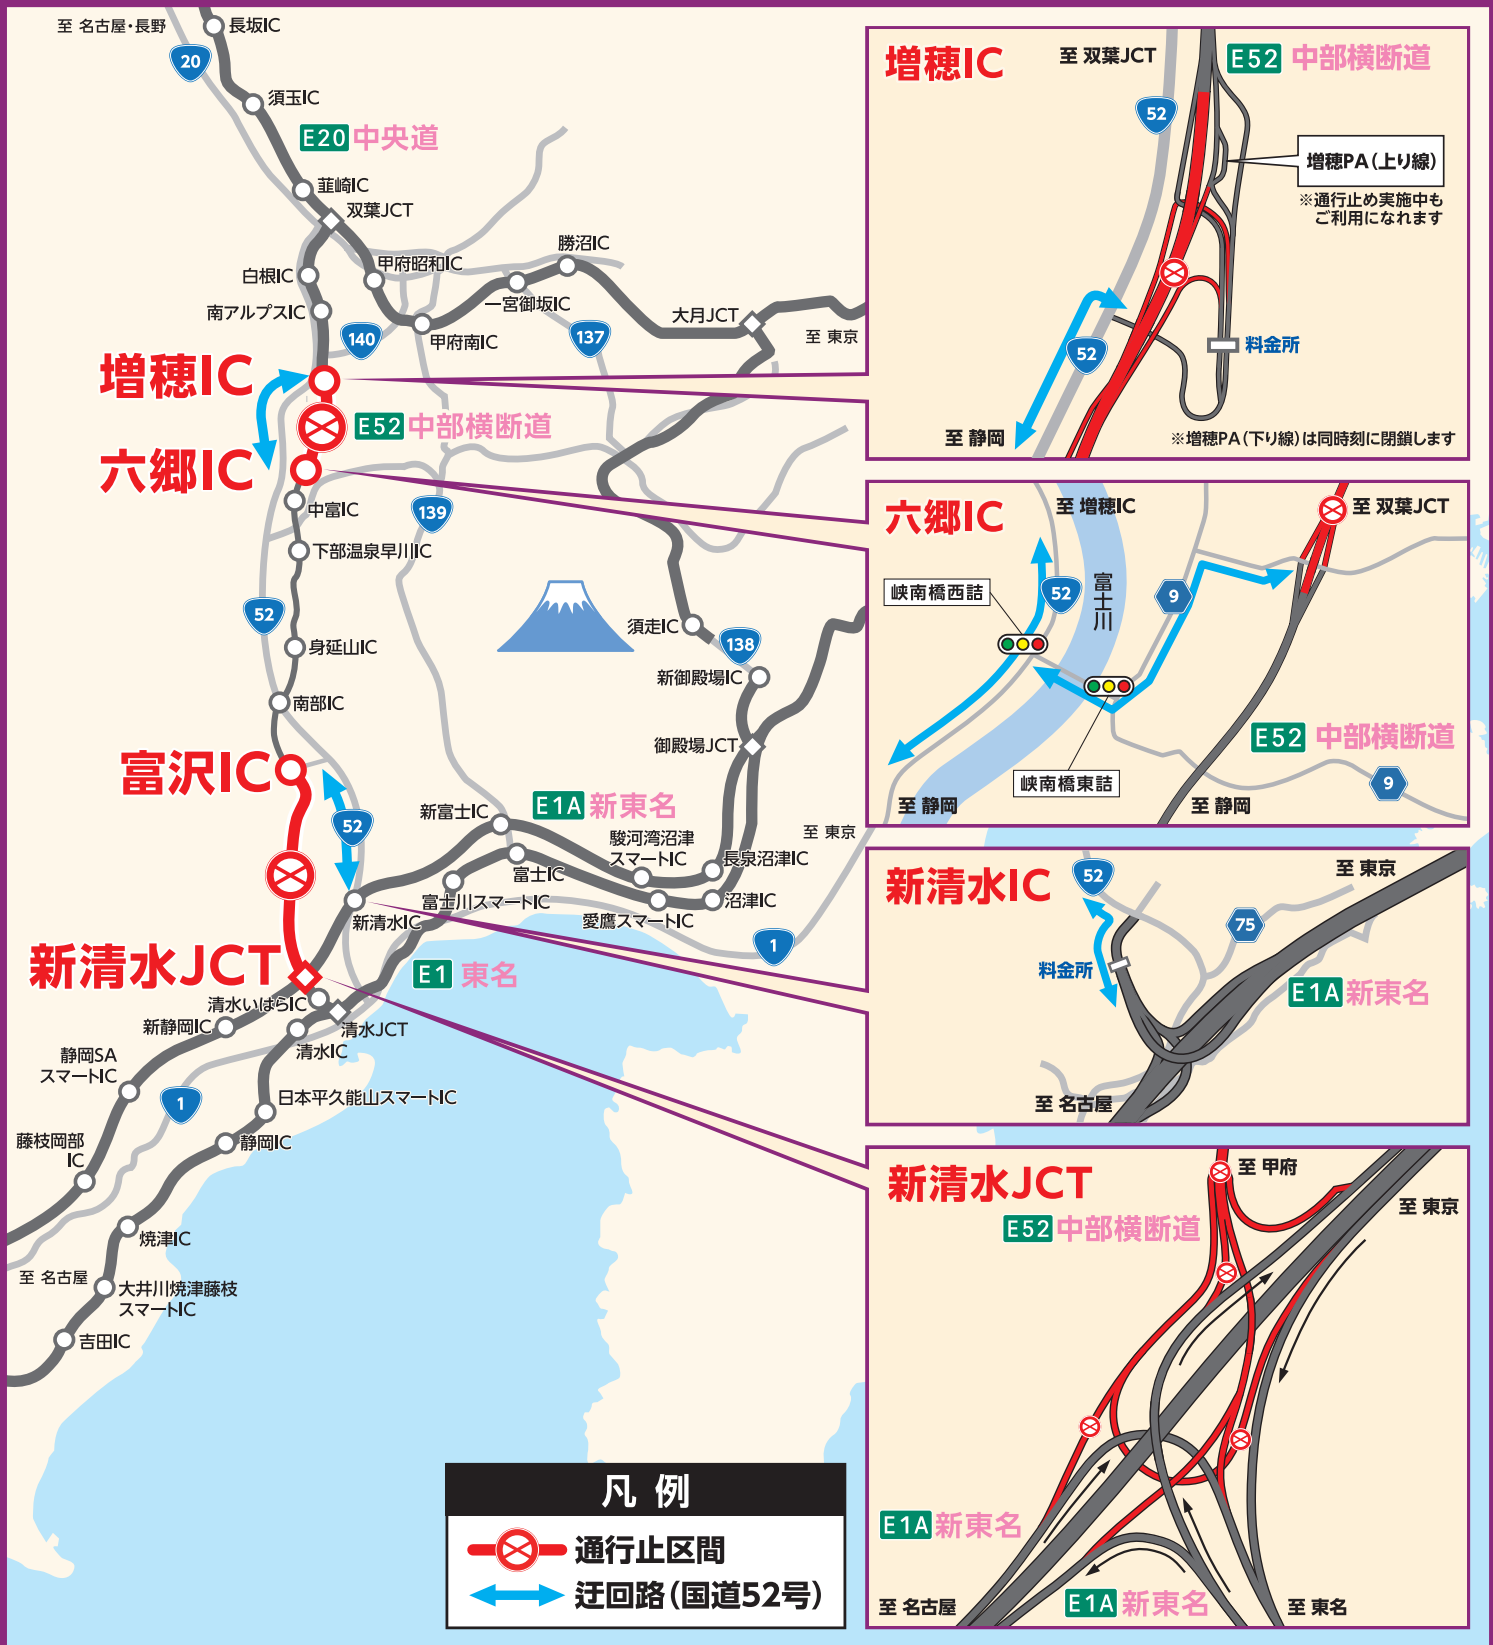 至 名古屋・長野
長坂IC
20
須玉IC
E20 中央道
韮崎IC
双葉JCT
白根IC
甲府昭和IC
勝沼IC
南アルプスIC
一宮御坂IC
大月JCT
至 東京
140
甲府南IC
137
増穂IC
E52 中部横断道
六郷IC
中富IC
139
下部温泉早川IC
52
須走IC
138
身延山IC
新御殿場IC
南部IC
御殿場JCT
富沢IC
52
新富士IC
E1A 新東名
至 東京
駿河湾沼津
スマートIC
長泉沼津IC
富士IC
富士川スマートIC
沼津IC
愛鷹スマートIC
新清水IC
1
新清水JCT
E1 東名
清水いはらIC
新静岡IC
清水JCT
清水IC
静岡SA
スマートIC
1
日本平久能山スマートIC
藤枝岡部
IC
静岡IC
焼津IC
至 名古屋
大井川焼津藤枝
スマートIC
吉田IC
凡 例
通行止区間
迂回路（国道52号）
増穂IC
至 双葉JCT
E52 中部横断道
52
増穂PA（上り線）
※通行止め実施中も
ご利用になれます
52
料金所
至 静岡
※増穂PA（下り線）は同時刻に閉鎖します
六郷IC
至 増穂IC
至 双葉JCT
峡南橋西詰
52
富士川
9
E52 中部横断道
峡南橋東詰
9
至 静岡
至 静岡
新清水IC
52
至 東京
75
料金所
E1A 新東名
至 名古屋
新清水JCT
至 甲府
E52 中部横断道
至 東京
E1A 新東名
E1A 新東名
至 名古屋
至 東名